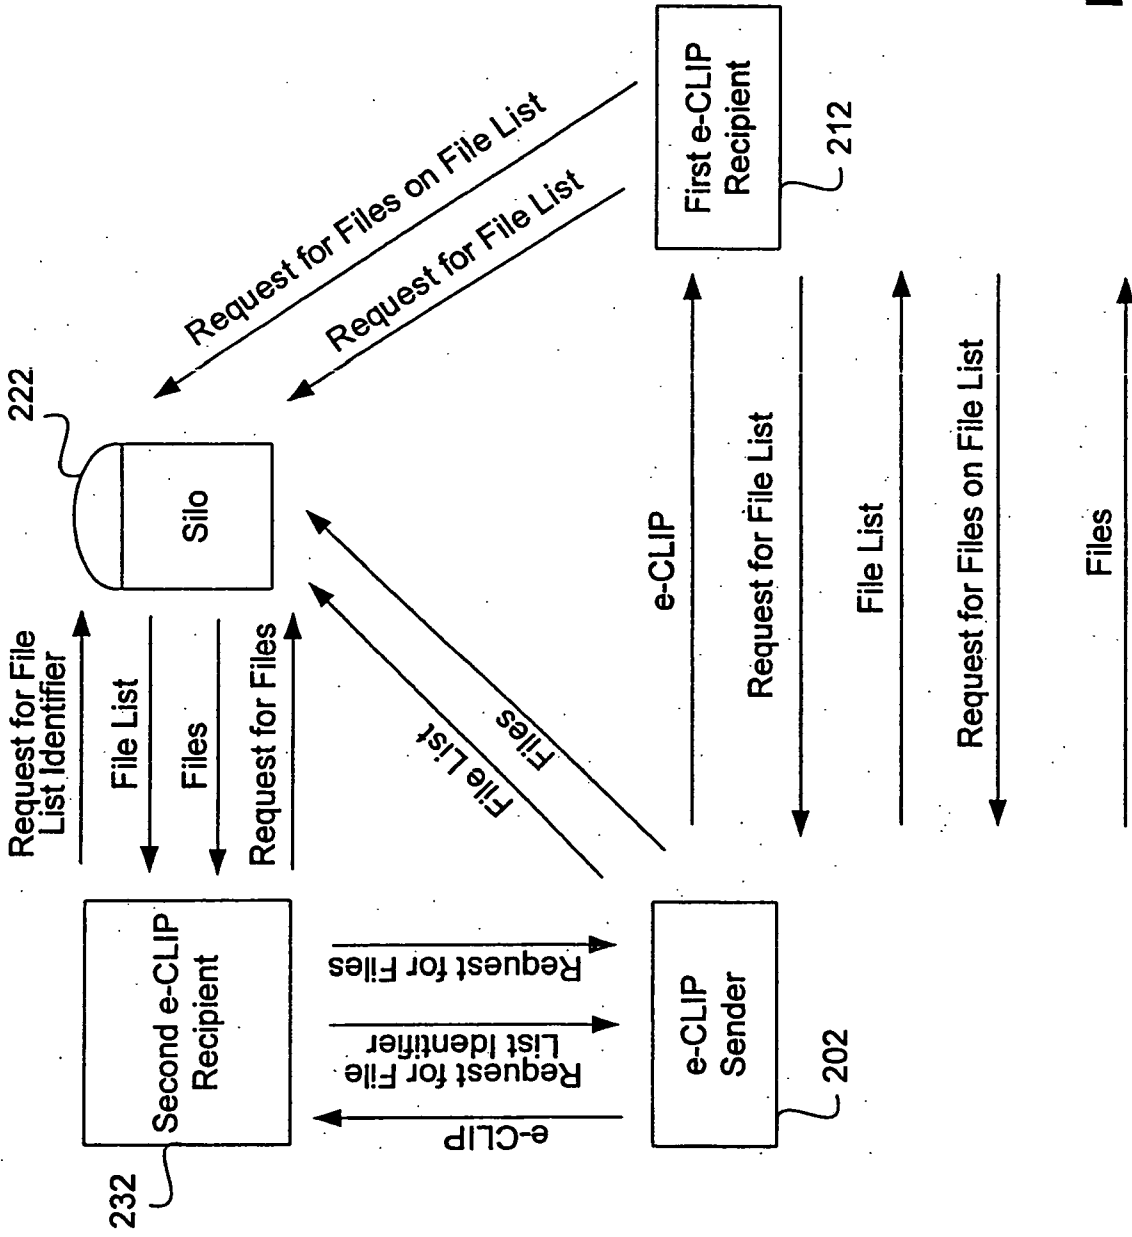 232
Second e-CLIP
Recipient
Request for File
List Identifier
File List
Files
Request for Files
222
Silo
Request for Files on File List
Request for File List
First e-CLIP
Recipient
212
e-CLIP
Request for File
List Identifier
Request for Files
File List
Files
e-CLIP
Sender
202
e-CLIP
Request for File List
File List
Request for Files on File List
Files